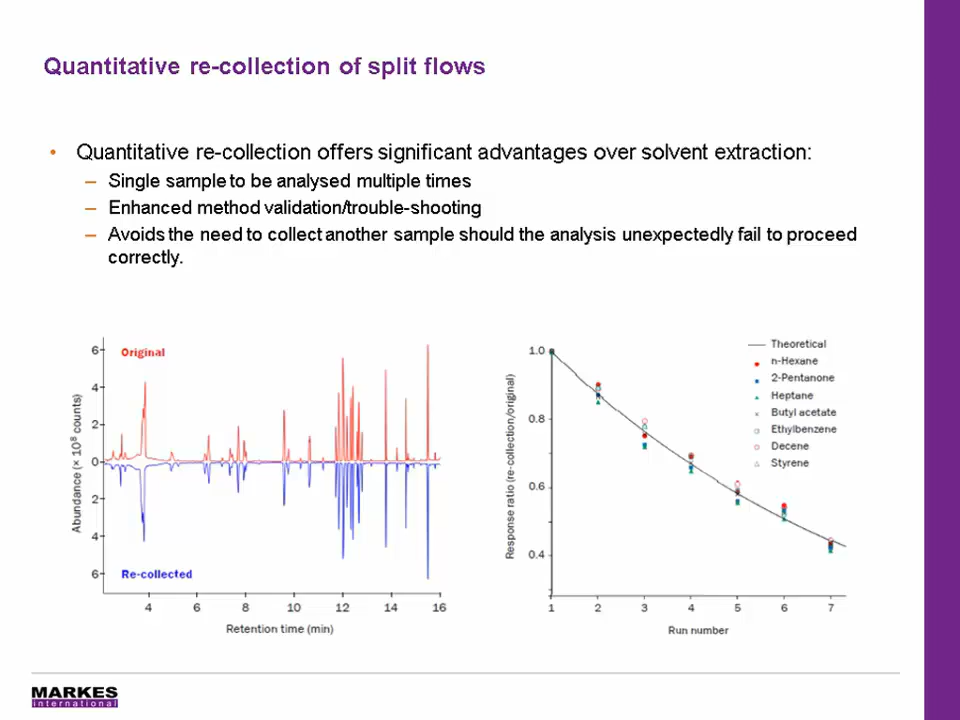 Quantitative re-collection of split flows
• Quantitative re-collection offers significant advantages over solvent extraction:
– Single sample to be analysed multiple times
– Enhanced method validation/trouble-shooting
– Avoids the need to collect another sample should the analysis unexpectedly fail to proceed
correctly.
Original
Re-collected
Abundance (× 10⁸ counts)
6
4
2
0
2
4
6
4 6 8 10 12 14 16
Retention time (min)
Response ratio (re-collection/original)
1.0
0.8
0.6
0.4
1 2 3 4 5 6 7
Run number
Theoretical
n-Hexane
2-Pentanone
Heptane
Butyl acetate
Ethylbenzene
Decene
Styrene
MARKES
international